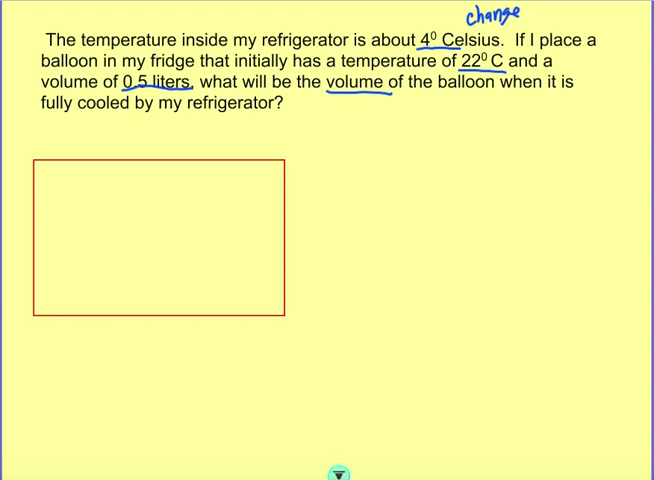 change
The temperature inside my refrigerator is about 4⁰ Celsius. If I place a
balloon in my fridge that initially has a temperature of 22⁰ C and a
volume of 0.5 liters, what will be the volume of the balloon when it is
fully cooled by my refrigerator?